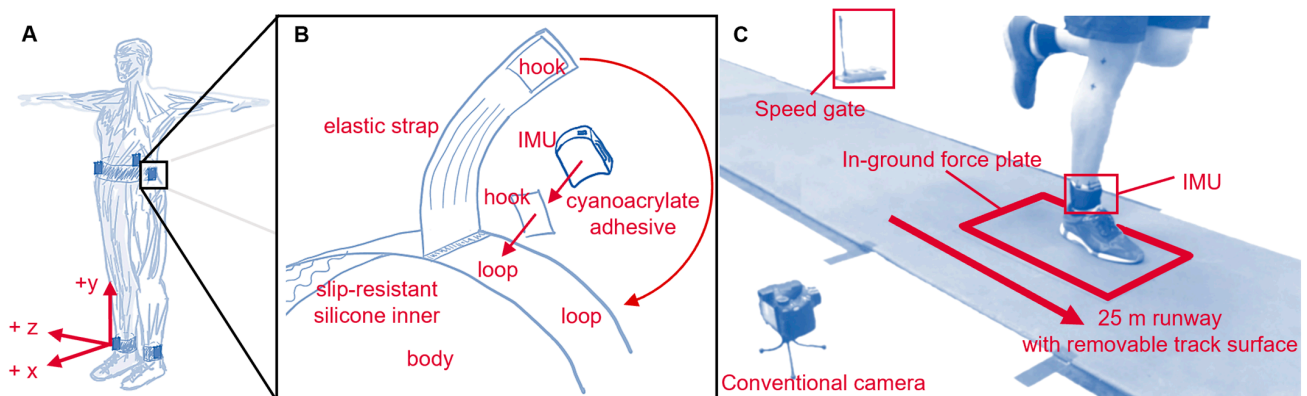 A
+y
+ z
+ x
B
hook
elastic strap
IMU
hook
cyanoacrylate
adhesive
loop
slip-resistant
silicone inner
loop
body
C
Speed gate
In-ground force plate
IMU
25 m runway
with removable track surface
Conventional camera